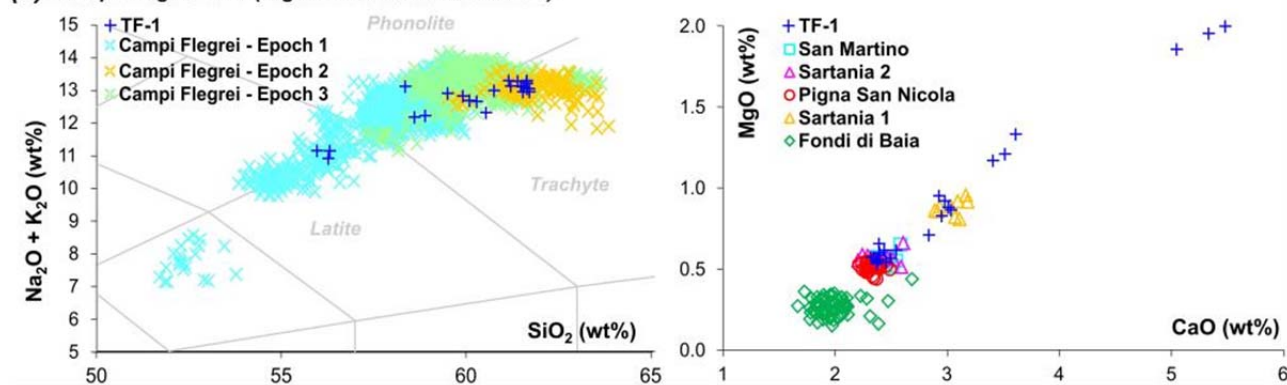 15
14
13
12
11
10
9
8
7
6
5
Na₂O + K₂O (wt%)
TF-1
Campi Flegrei - Epoch 1
Campi Flegrei - Epoch 2
Campi Flegrei - Epoch 3
Phonolite
Trachyte
Latite
SiO₂ (wt%)
50
55
60
65
2.0
1.5
1.0
0.5
0.0
MgO (wt%)
TF-1
San Martino
Sartania 2
Pigna San Nicola
Sartania 1
Fondi di Baia
CaO (wt%)
1
2
3
4
5
6